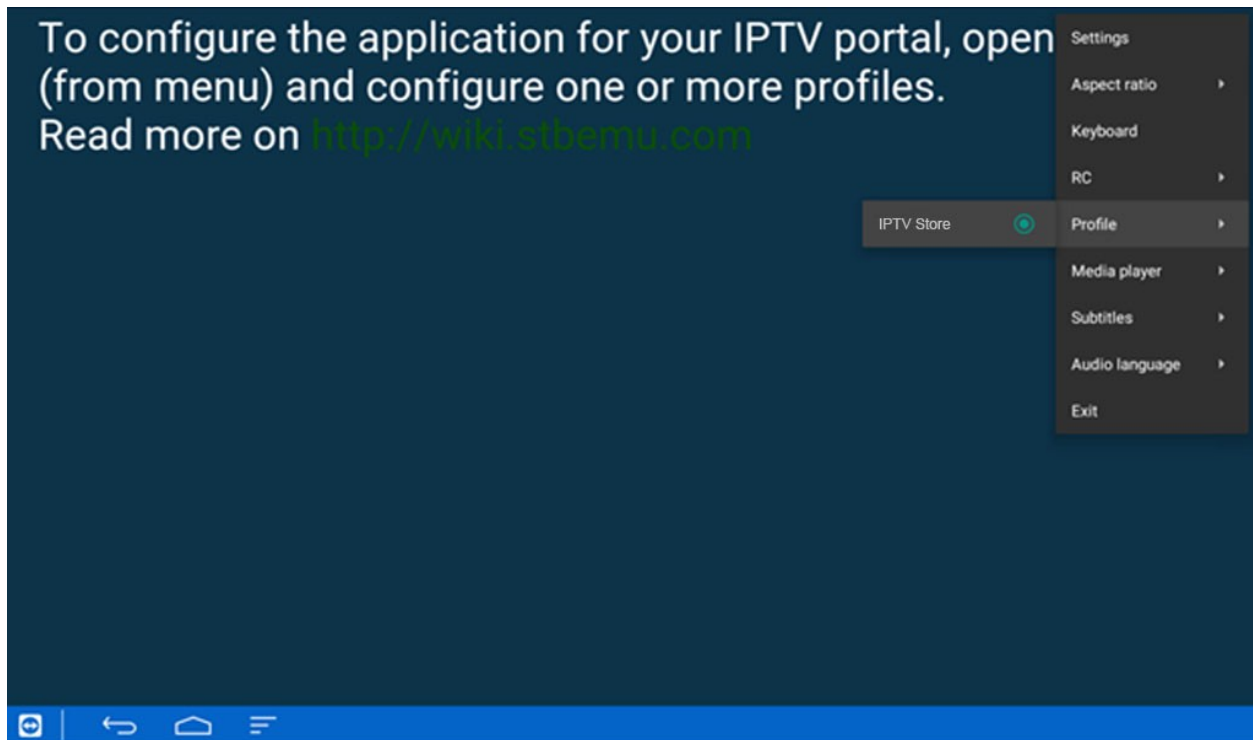 To configure the application for your IPTV portal, open
(from menu) and configure one or more profiles.
Read more on http://wiki.stbemu.com
Settings
Aspect ratio
Keyboard
RC
IPTV Store
Profile
Media player
Subtitles
Audio language
Exit